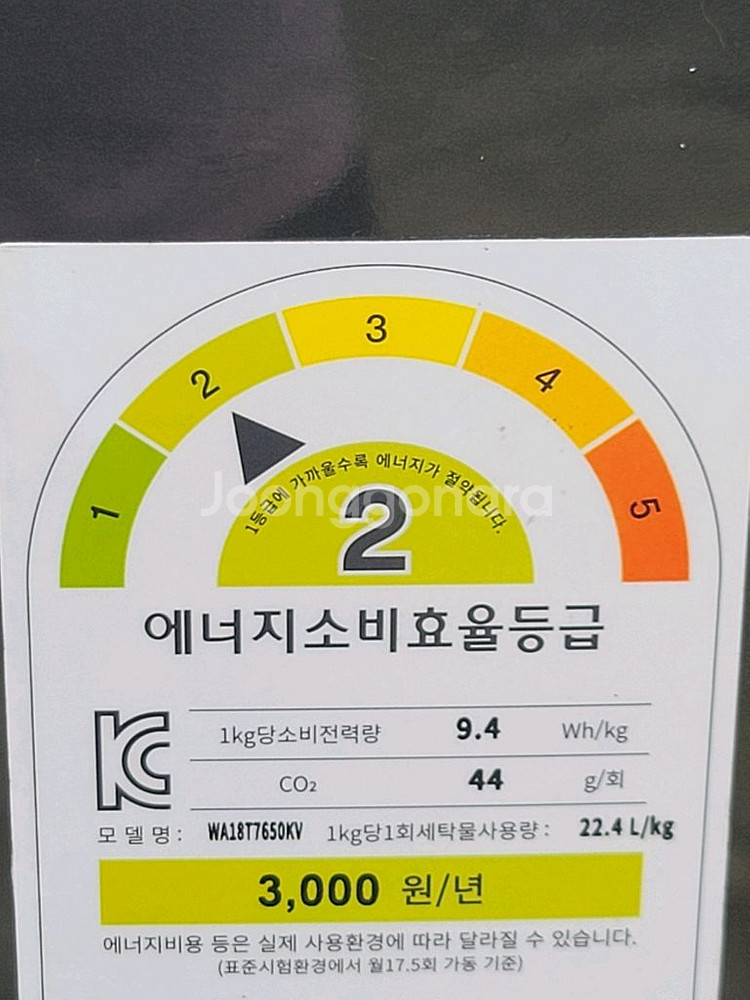 1
2
3
4
5
1등급에 가까울수록 에너지가 절약됩니다.
Joonggonara
2
에너지소비효율등급
KC
1kg당소비전력량 9.4 Wh/kg
CO₂ 44 g/회
모 델 명 : WA18T7650KV 1kg당1회세탁물사용량 : 22.4 L/kg
3,000 원/년
에너지비용 등은 실제 사용환경에 따라 달라질 수 있습니다.
(표준시험환경에서 월17.5회 가동 기준)